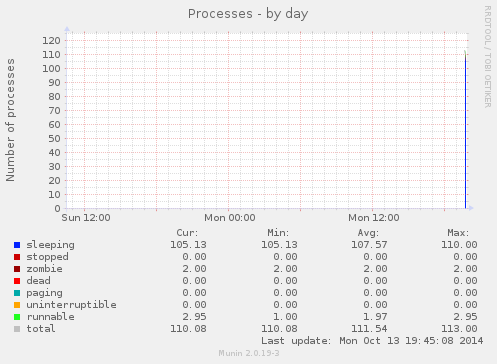 Processes - by day
RRDTOOL / TOBI OETIKER
Number of processes
120
110
100
90
80
70
60
50
40
30
20
10
0
Sun 12:00 Mon 00:00 Mon 12:00
Cur: Min: Avg: Max:
sleeping 105.13 105.13 107.57 110.00
stopped 0.00 0.00 0.00 0.00
zombie 2.00 2.00 2.00 2.00
dead 0.00 0.00 0.00 0.00
paging 0.00 0.00 0.00 0.00
uninterruptible 0.00 0.00 0.00 0.00
runnable 2.95 1.00 1.97 2.95
total 110.08 110.08 111.54 113.00
Last update: Mon Oct 13 19:45:08 2014
Munin 2.0.19-3